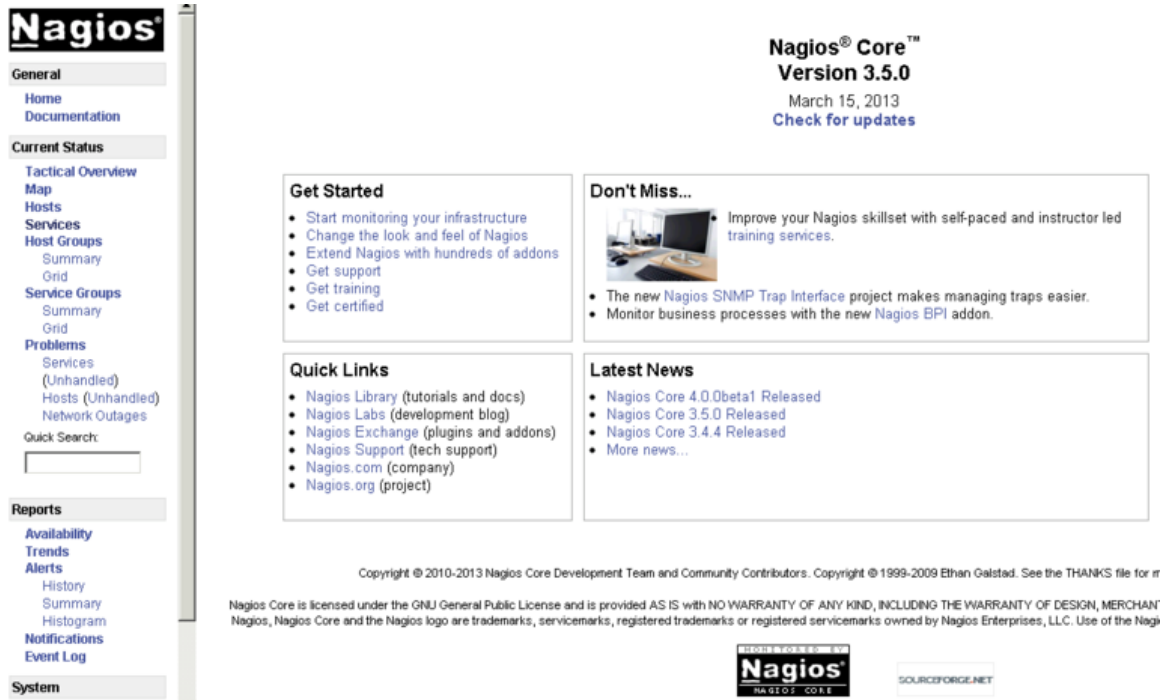 Nagios®
General
Home
Documentation
Current Status
Tactical Overview
Map
Hosts
Services
Host Groups
Summary
Grid
Service Groups
Summary
Grid
Problems
Services
(Unhandled)
Hosts (Unhandled)
Network Outages
Quick Search:
Reports
Availability
Trends
Alerts
History
Summary
Histogram
Notifications
Event Log
System
Nagios® Core™
Version 3.5.0
March 15, 2013
Check for updates
Get Started
Start monitoring your infrastructure
Change the look and feel of Nagios
Extend Nagios with hundreds of addons
Get support
Get training
Get certified
Don't Miss...
Improve your Nagios skillset with self-paced and instructor led
training services.
The new Nagios SNMP Trap Interface project makes managing traps easier.
Monitor business processes with the new Nagios BPI addon.
Quick Links
Nagios Library (tutorials and docs)
Nagios Labs (development blog)
Nagios Exchange (plugins and addons)
Nagios Support (tech support)
Nagios.com (company)
Nagios.org (project)
Latest News
Nagios Core 4.0.0beta1 Released
Nagios Core 3.5.0 Released
Nagios Core 3.4.4 Released
More news...
Copyright © 2010-2013 Nagios Core Development Team and Community Contributors. Copyright © 1999-2009 Ethan Galstad. See the THANKS file for
Nagios Core is licensed under the GNU General Public License and is provided AS IS with NO WARRANTY OF ANY KIND, INCLUDING THE WARRANTY OF DESIGN,
Nagios, Nagios Core and the Nagios logo are trademarks, servicemarks, registered trademarks or registered servicemarks owned by Nagios Enterprises, LLC. Use of the
MONITORED BY
Nagios®
NAGIOS CORE
SOURCEFORGE.NET